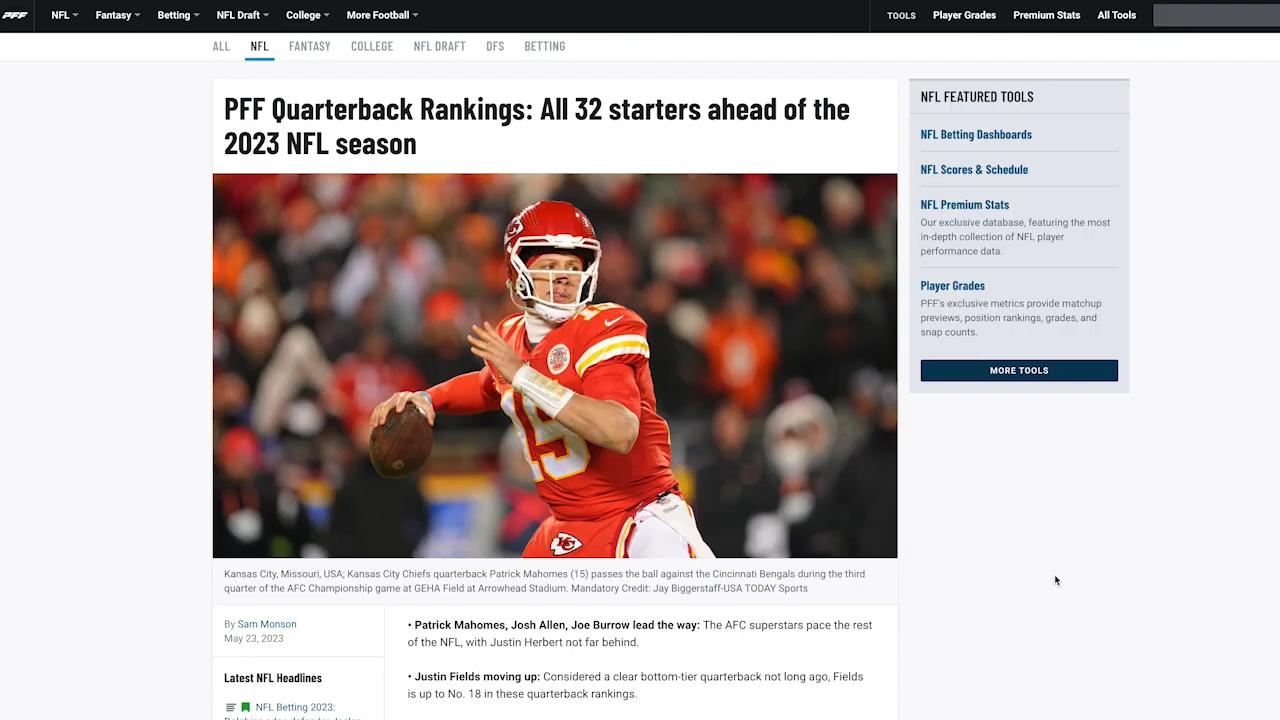 PFF
NFL
Fantasy
Betting
NFL Draft
College
More Football
TOOLS
Player Grades
Premium Stats
All Tools
ALL
NFL
FANTASY
COLLEGE
NFL DRAFT
DFS
BETTING
PFF Quarterback Rankings: All 32 starters ahead of the
2023 NFL season
15
KC
Kansas City, Missouri, USA; Kansas City Chiefs quarterback Patrick Mahomes (15) passes the ball against the Cincinnati Bengals during the third
quarter of the AFC Championship game at GEHA Field at Arrowhead Stadium. Mandatory Credit: Jay Biggerstaff-USA TODAY Sports
By Sam Monson
May 23, 2023
Latest NFL Headlines
NFL Betting 2023:
• Patrick Mahomes, Josh Allen, Joe Burrow lead the way: The AFC superstars pace the rest
of the NFL, with Justin Herbert not far behind.
• Justin Fields moving up: Considered a clear bottom-tier quarterback not long ago, Fields
is up to No. 18 in these quarterback rankings.
NFL FEATURED TOOLS
NFL Betting Dashboards
NFL Scores & Schedule
NFL Premium Stats
Our exclusive database, featuring the most
in-depth collection of NFL player
performance data.
Player Grades
PFF's exclusive metrics provide matchup
previews, position rankings, grades, and
snap counts.
MORE TOOLS